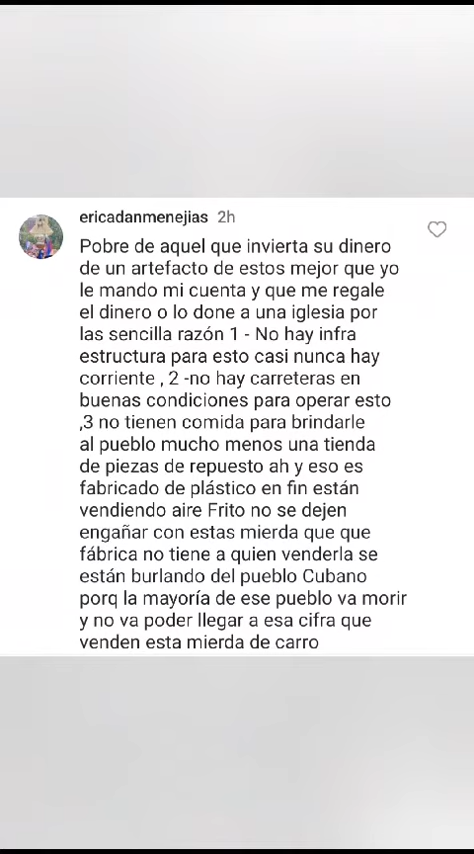 ericadanmenejias 2h
Pobre de aquel que invierta su dinero
de un artefacto de estos mejor que yo
le mando mi cuenta y que me regale
el dinero o lo done a una iglesia por
las sencilla razón 1 - No hay infra
estructura para esto casi nunca hay
corriente , 2 -no hay carreteras en
buenas condiciones para operar esto
,3 no tienen comida para brindarle
al pueblo mucho menos una tienda
de piezas de repuesto ah y eso es
fabricado de plástico en fin están
vendiendo aire Frito no se dejen
engañar con estas mierda que que
fábrica no tiene a quien venderla se
están burlando del pueblo Cubano
porq la mayoría de ese pueblo va morir
y no va poder llegar a esa cifra que
venden esta mierda de carro